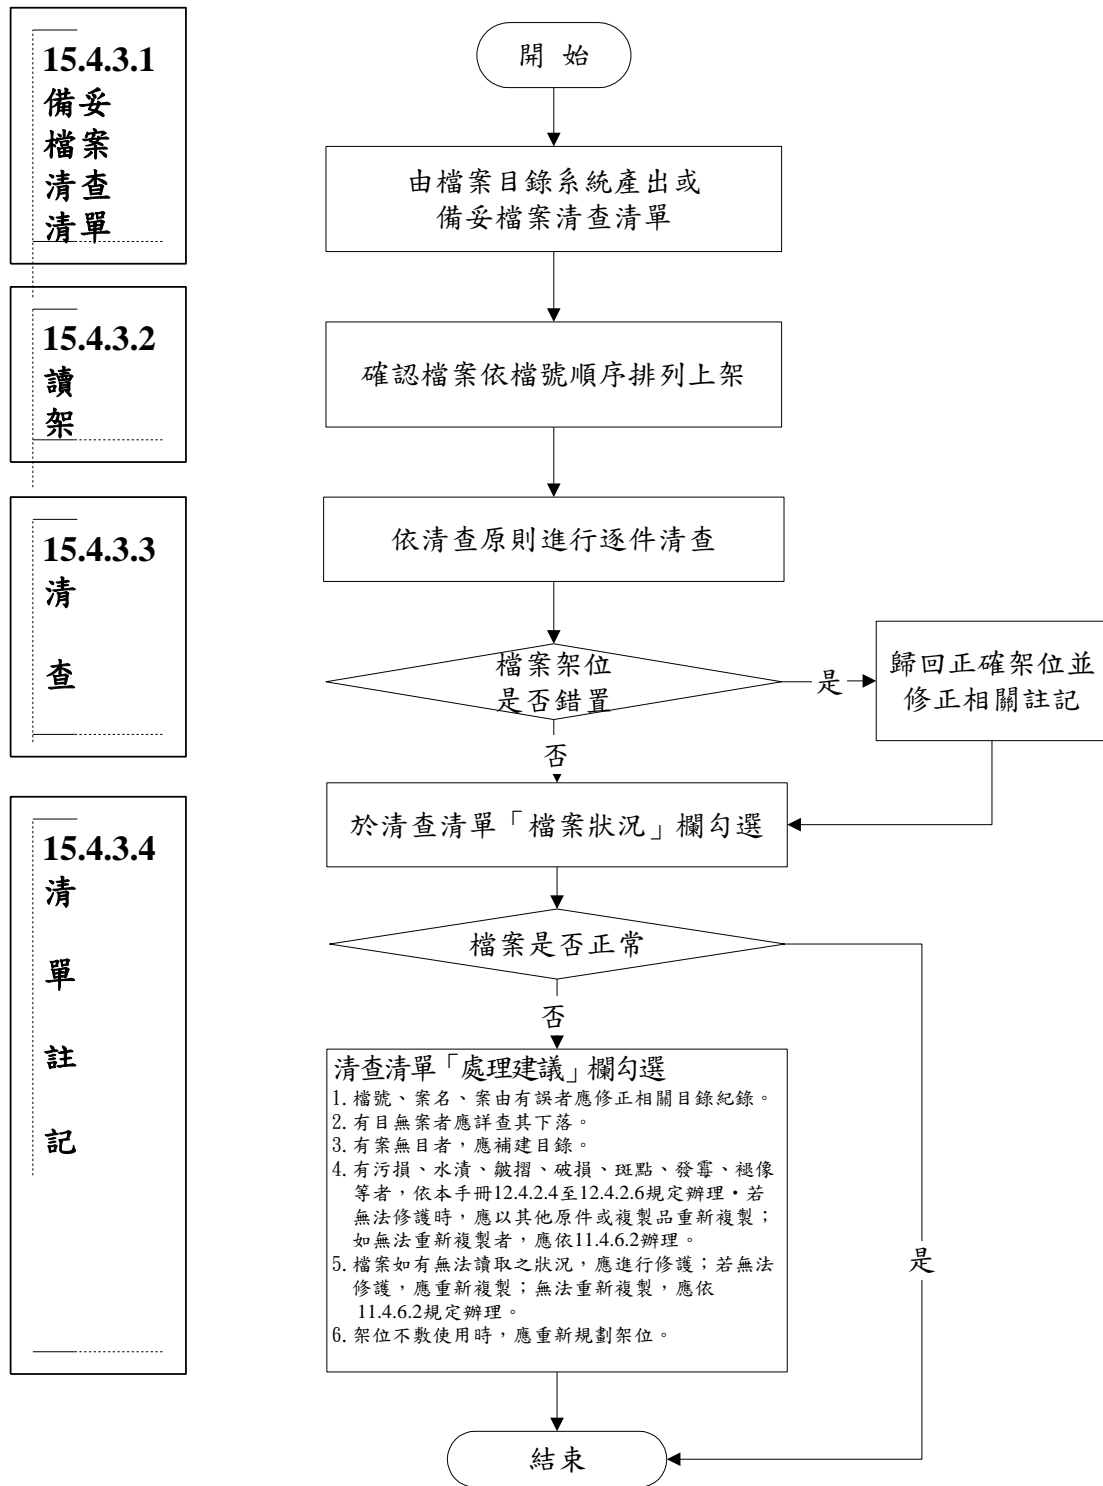 15.4.3.1
備妥
檔案
清查
清單
15.4.3.2
讀
架
15.4.3.3
清
查
15.4.3.4
清
單
註
記
開 始
由檔案目錄系統產出或
備妥檔案清查清單
確認檔案依檔號順序排列上架
依清查原則進行逐件清查
檔案架位
是否錯置
是
歸回正確架位並
修正相關註記
否
於清查清單「檔案狀況」欄勾選
檔案是否正常
否
清查清單「處理建議」欄勾選
1. 檔號、案名、案由有誤者應修正相關目錄紀錄。
2. 有目無案者應詳查其下落。
3. 有案無目者，應補建目錄。
4. 有污損、水漬、皺摺、破損、斑點、發霉、褪像
等者，依本手冊12.4.2.4至12.4.2.6規定辦理‧若
無法修護時，應以其他原件或複製品重新複製；
如無法重新複製者，應依11.4.6.2辦理。
5. 檔案如有無法讀取之狀況，應進行修護；若無法
修護，應重新複製；無法重新複製，應依
11.4.6.2規定辦理。
6. 架位不敷使用時，應重新規劃架位。
是
結束